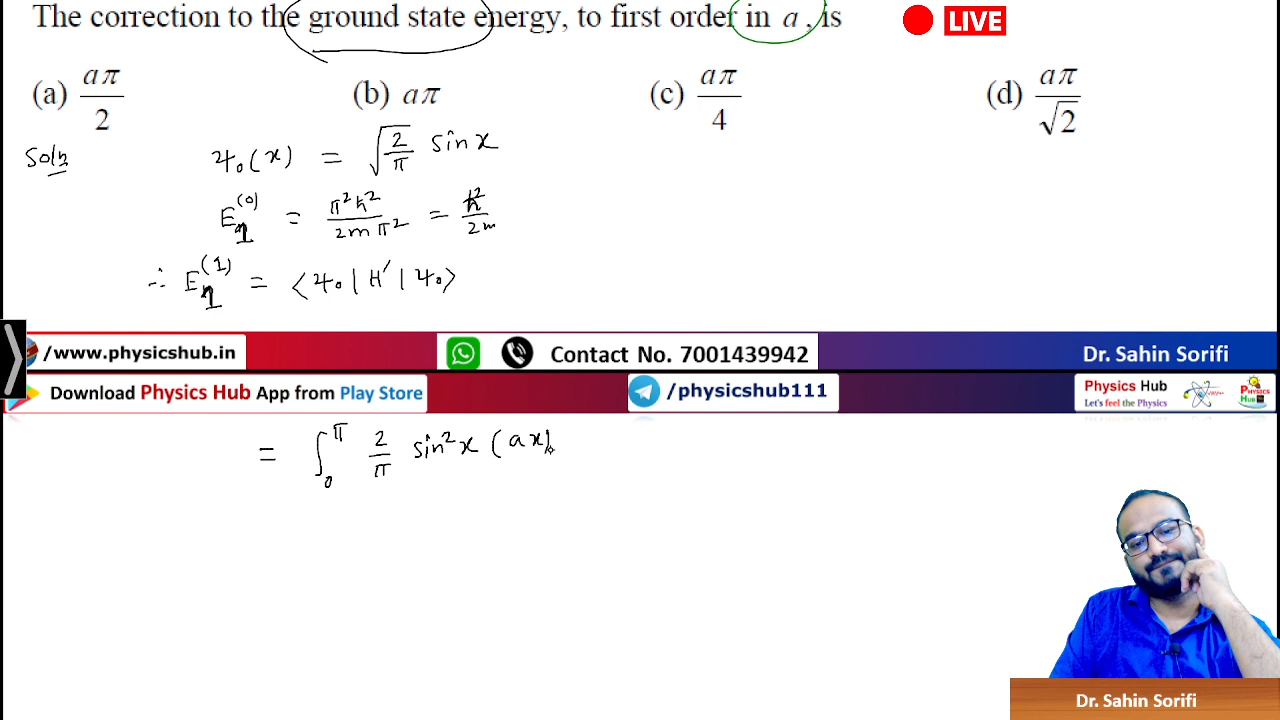 The correction to the ground state energy, to first order in a, is
LIVE
(a) aπ/2 (b) aπ (c) aπ/4 (d) aπ/√2
Soln ψ₀(x) = √(2/π) sin x
E₁⁽⁰⁾ = π²ħ²/2mπ² = ħ²/2m
∴ E₁⁽¹⁾ = ⟨ψ₀|H′|ψ₀⟩
/www.physicshub.in Contact No. 7001439942 Dr. Sahin Sorifi
Download Physics Hub App from Play Store /physicshub111 Physics Hub
Let's feel the Physics
PHYSICS
HUB
= ∫₀^π 2/π sin²x (ax)
Dr. Sahin Sorifi